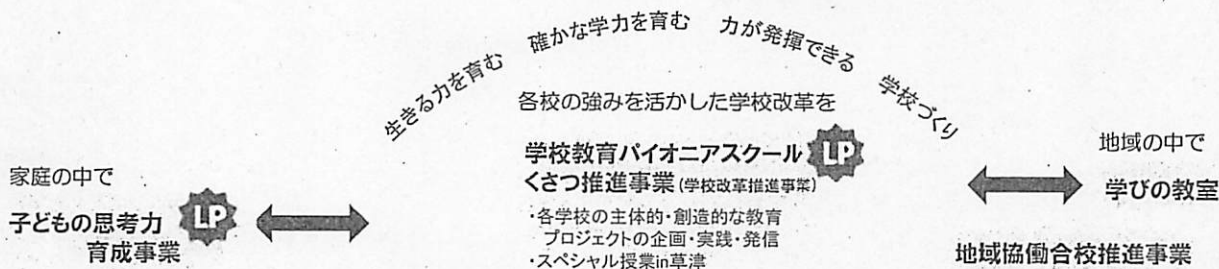 生きる力を育む 確かな学力を育む 力が発揮できる 学校づくり
各校の強みを活かした学校改革を
学校教育パイオニアスクール LP
くさつ推進事業(学校改革推進事業)
・各学校の主体的・創造的な教育
プロジェクトの企画・実践・発信
・スペシャル授業in草津
家庭の中で
子どもの思考力 LP
育成事業
地域の中で
学びの教室
地域協働合校推進事業